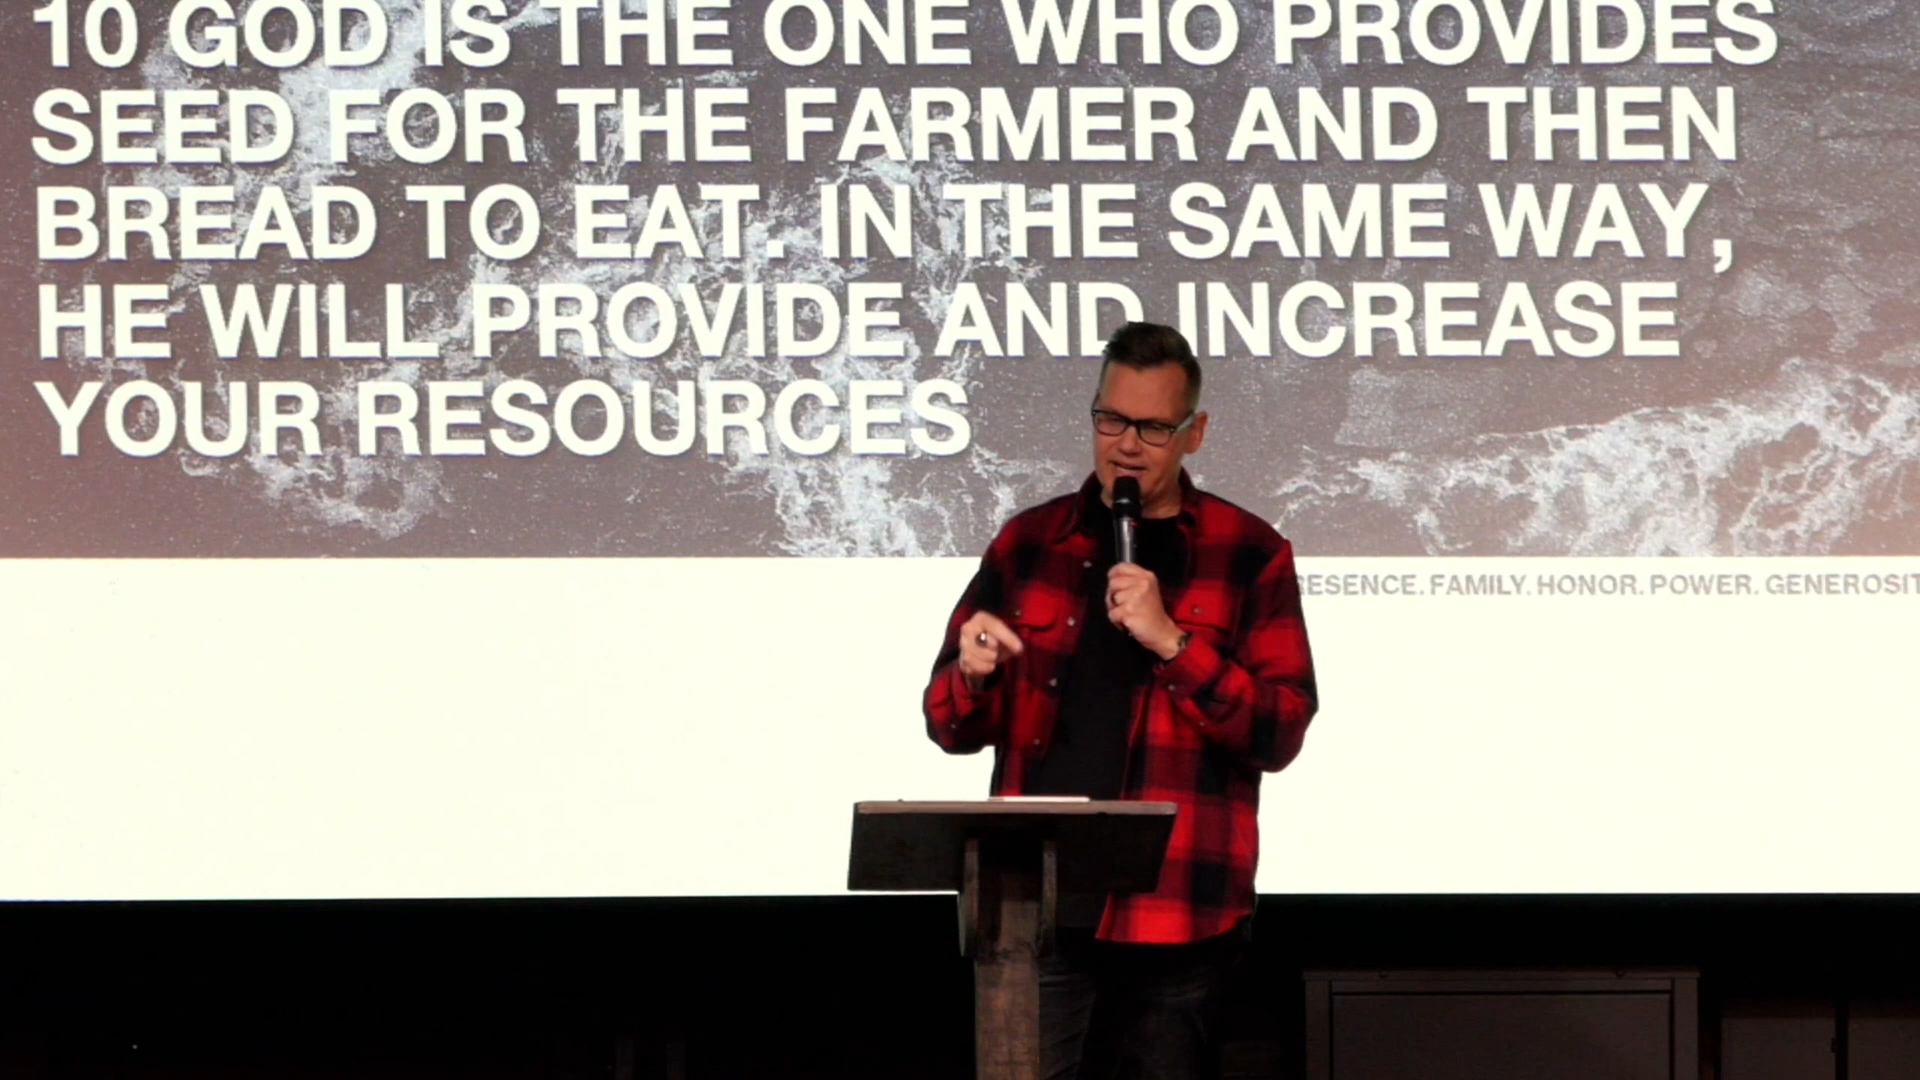 10 GOD IS THE ONE WHO PROVIDES
SEED FOR THE FARMER AND THEN
BREAD TO EAT. IN THE SAME WAY,
HE WILL PROVIDE AND INCREASE
YOUR RESOURCES
RESENCE. FAMILY. HONOR. POWER. GENEROSIT